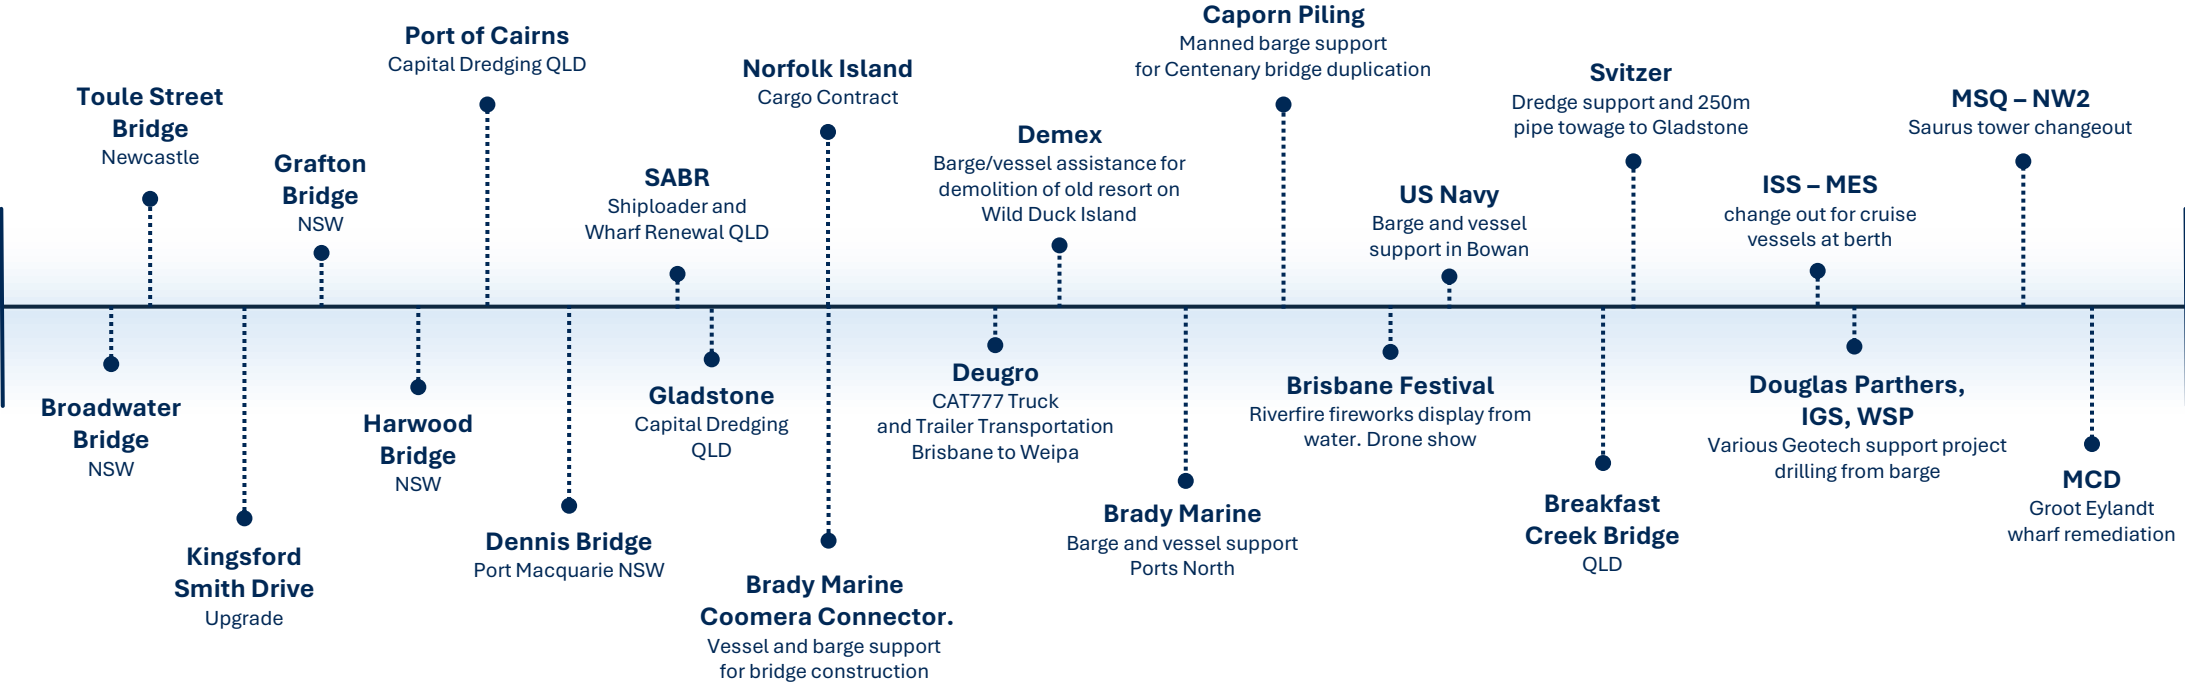 Caporn Piling
Manned barge support
for Centenary bridge duplication
Port of Cairns
Capital Dredging QLD
Norfolk Island
Cargo Contract
Svitzer
Dredge support and 250m
pipe towage to Gladstone
Toule Street
Bridge
Newcastle
MSQ – NW2
Saurus tower changeout
Demex
Barge/vessel assistance for
demolition of old resort on
Wild Duck Island
Grafton
Bridge
NSW
SABR
Shiploader and
Wharf Renewal QLD
US Navy
Barge and vessel
support in Bowan
ISS – MES
change out for cruise
vessels at berth
Broadwater
Bridge
NSW
Kingsford
Smith Drive
Upgrade
Harwood
Bridge
NSW
Dennis Bridge
Port Macquarie NSW
Gladstone
Capital Dredging
QLD
Brady Marine
Coomera Connector.
Vessel and barge support
for bridge construction
Deugro
CAT777 Truck
and Trailer Transportation
Brisbane to Weipa
Brady Marine
Barge and vessel support
Ports North
Brisbane Festival
Riverfire fireworks display from
water. Drone show
Breakfast
Creek Bridge
QLD
Douglas Parthers,
IGS, WSP
Various Geotech support project
drilling from barge
MCD
Groot Eylandt
wharf remediation